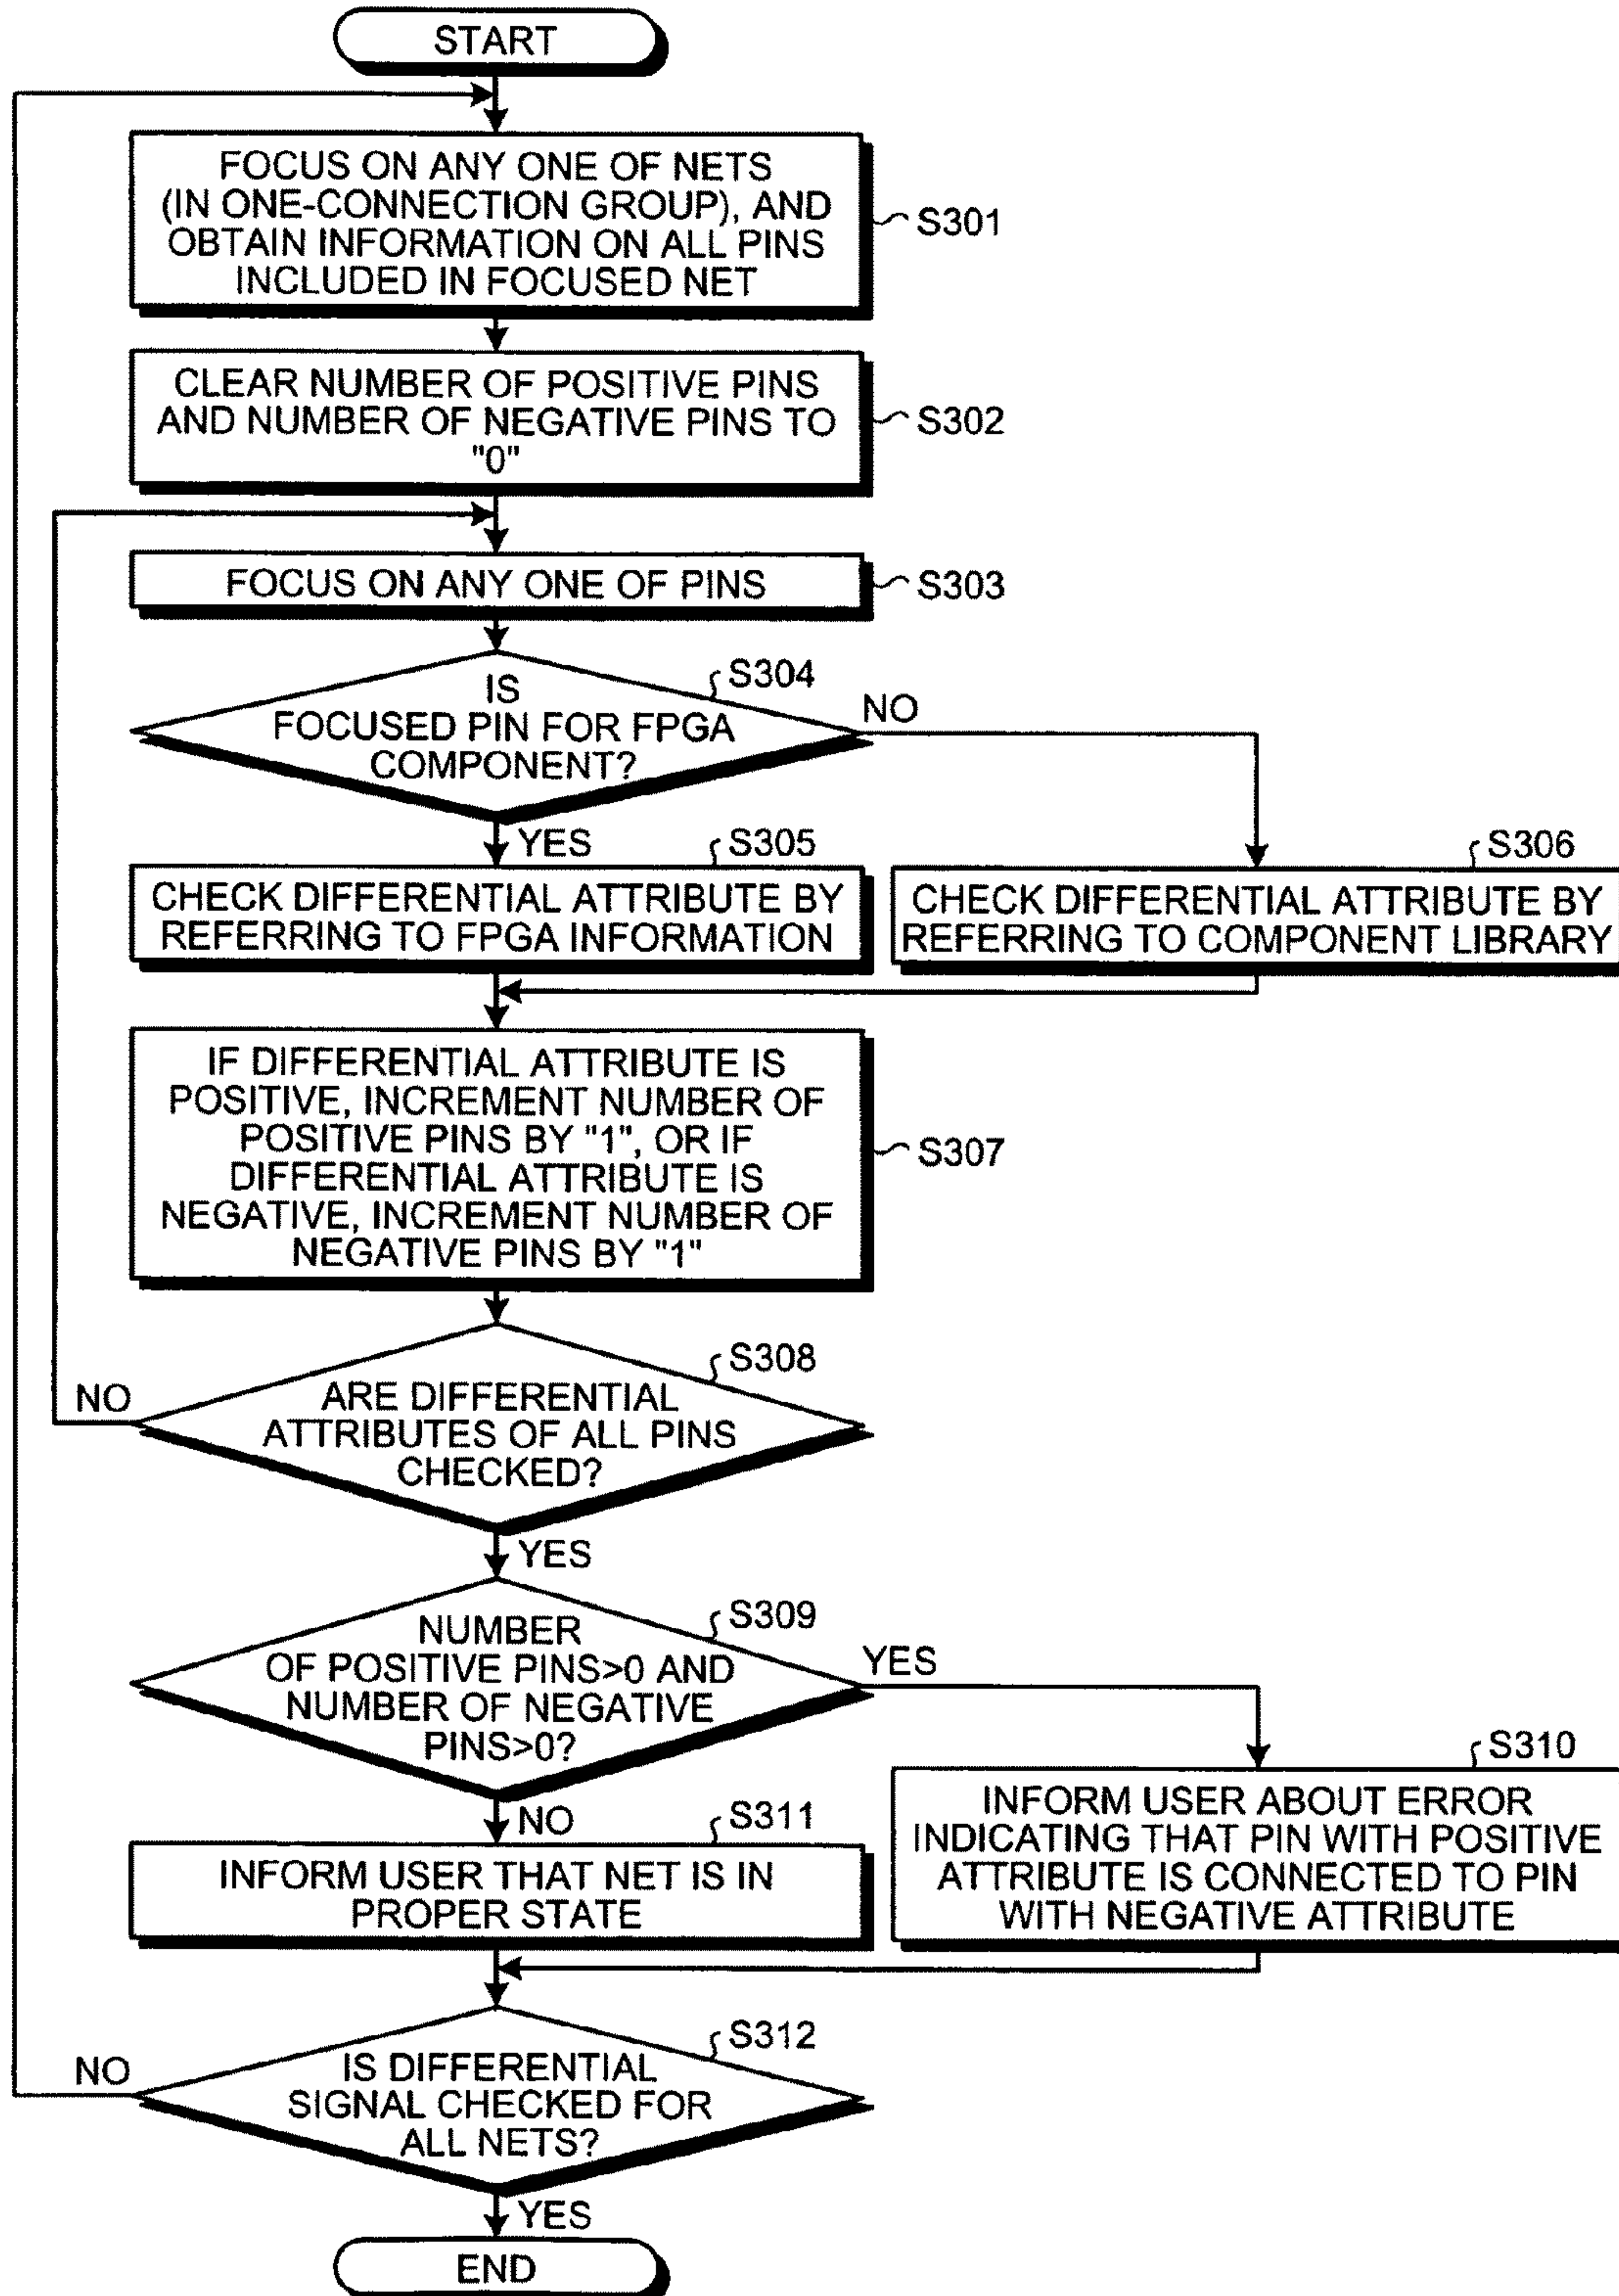 START
FOCUS ON ANY ONE OF NETS
(IN ONE-CONNECTION GROUP), AND
OBTAIN INFORMATION ON ALL PINS
INCLUDED IN FOCUSED NET
S301
CLEAR NUMBER OF POSITIVE PINS
AND NUMBER OF NEGATIVE PINS TO
"0"
S302
FOCUS ON ANY ONE OF PINS
S303
S304
IS
FOCUSED PIN FOR FPGA
COMPONENT?
NO
YES
S305
CHECK DIFFERENTIAL ATTRIBUTE BY
REFERRING TO FPGA INFORMATION
S306
CHECK DIFFERENTIAL ATTRIBUTE BY
REFERRING TO COMPONENT LIBRARY
IF DIFFERENTIAL ATTRIBUTE IS
POSITIVE, INCREMENT NUMBER OF
POSITIVE PINS BY "1", OR IF
DIFFERENTIAL ATTRIBUTE IS
NEGATIVE, INCREMENT NUMBER OF
NEGATIVE PINS BY "1"
S307
S308
NO
ARE DIFFERENTIAL
ATTRIBUTES OF ALL PINS
CHECKED?
YES
S309
NUMBER
OF POSITIVE PINS>0 AND
NUMBER OF NEGATIVE
PINS>0?
YES
S310
INFORM USER ABOUT ERROR
INDICATING THAT PIN WITH POSITIVE
ATTRIBUTE IS CONNECTED TO PIN
WITH NEGATIVE ATTRIBUTE
NO
S311
INFORM USER THAT NET IS IN
PROPER STATE
S312
NO
IS DIFFERENTIAL
SIGNAL CHECKED FOR
ALL NETS?
YES
END